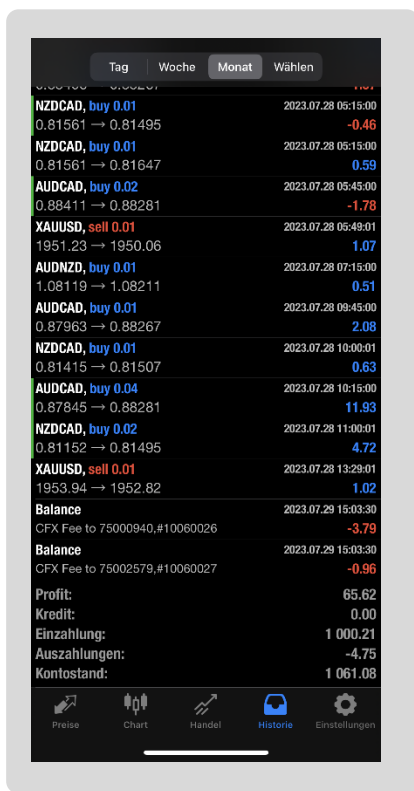 Tag Woche Monat Wählen
NZDCAD, buy 0.01 2023.07.28 05:15:00
0.81561 → 0.81495 -0.46
NZDCAD, buy 0.01 2023.07.28 05:15:00
0.81561 → 0.81647 0.59
AUDCAD, buy 0.02 2023.07.28 05:45:00
0.88411 → 0.88281 -1.78
XAUUSD, sell 0.01 2023.07.28 05:49:01
1951.23 → 1950.06 1.07
AUDNZD, buy 0.01 2023.07.28 07:15:00
1.08119 → 1.08211 0.51
AUDCAD, buy 0.01 2023.07.28 09:45:00
0.87963 → 0.88267 2.08
NZDCAD, buy 0.01 2023.07.28 10:00:01
0.81415 → 0.81507 0.63
AUDCAD, buy 0.04 2023.07.28 10:15:00
0.87845 → 0.88281 11.93
NZDCAD, buy 0.02 2023.07.28 11:00:01
0.81152 → 0.81495 4.72
XAUUSD, sell 0.01 2023.07.28 13:29:01
1953.94 → 1952.82 1.02
Balance 2023.07.29 15:03:30
CFX Fee to 75000940,#10060026 -3.79
Balance 2023.07.29 15:03:30
CFX Fee to 75002579,#10060027 -0.96
Profit: 65.62
Kredit: 0.00
Einzahlung: 1 000.21
Auszahlungen: -4.75
Kontostand: 1 061.08
Preise Chart Handel Historie Einstellungen